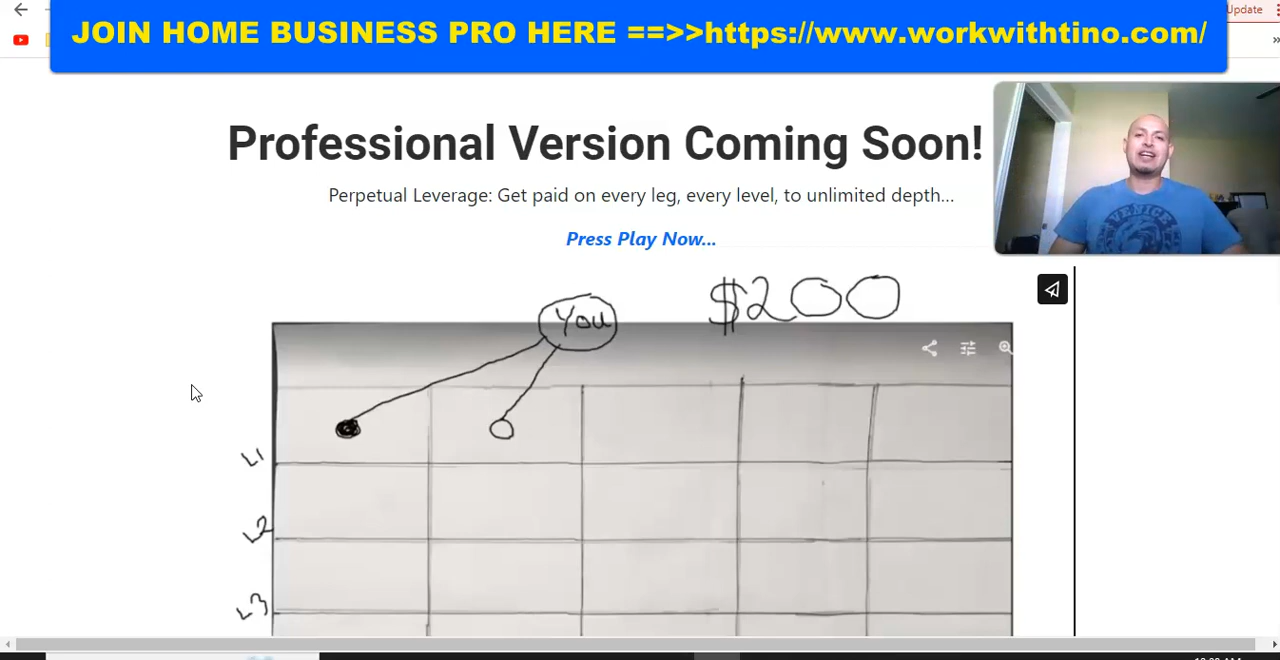 JOIN HOME BUSINESS PRO HERE ==>>https://www.workwithtino.com/
Update
»
Professional Version Coming Soon!
Perpetual Leverage: Get paid on every leg, every level, to unlimited depth...
Press Play Now...
VENICE
You
$200
L1
L2
L3